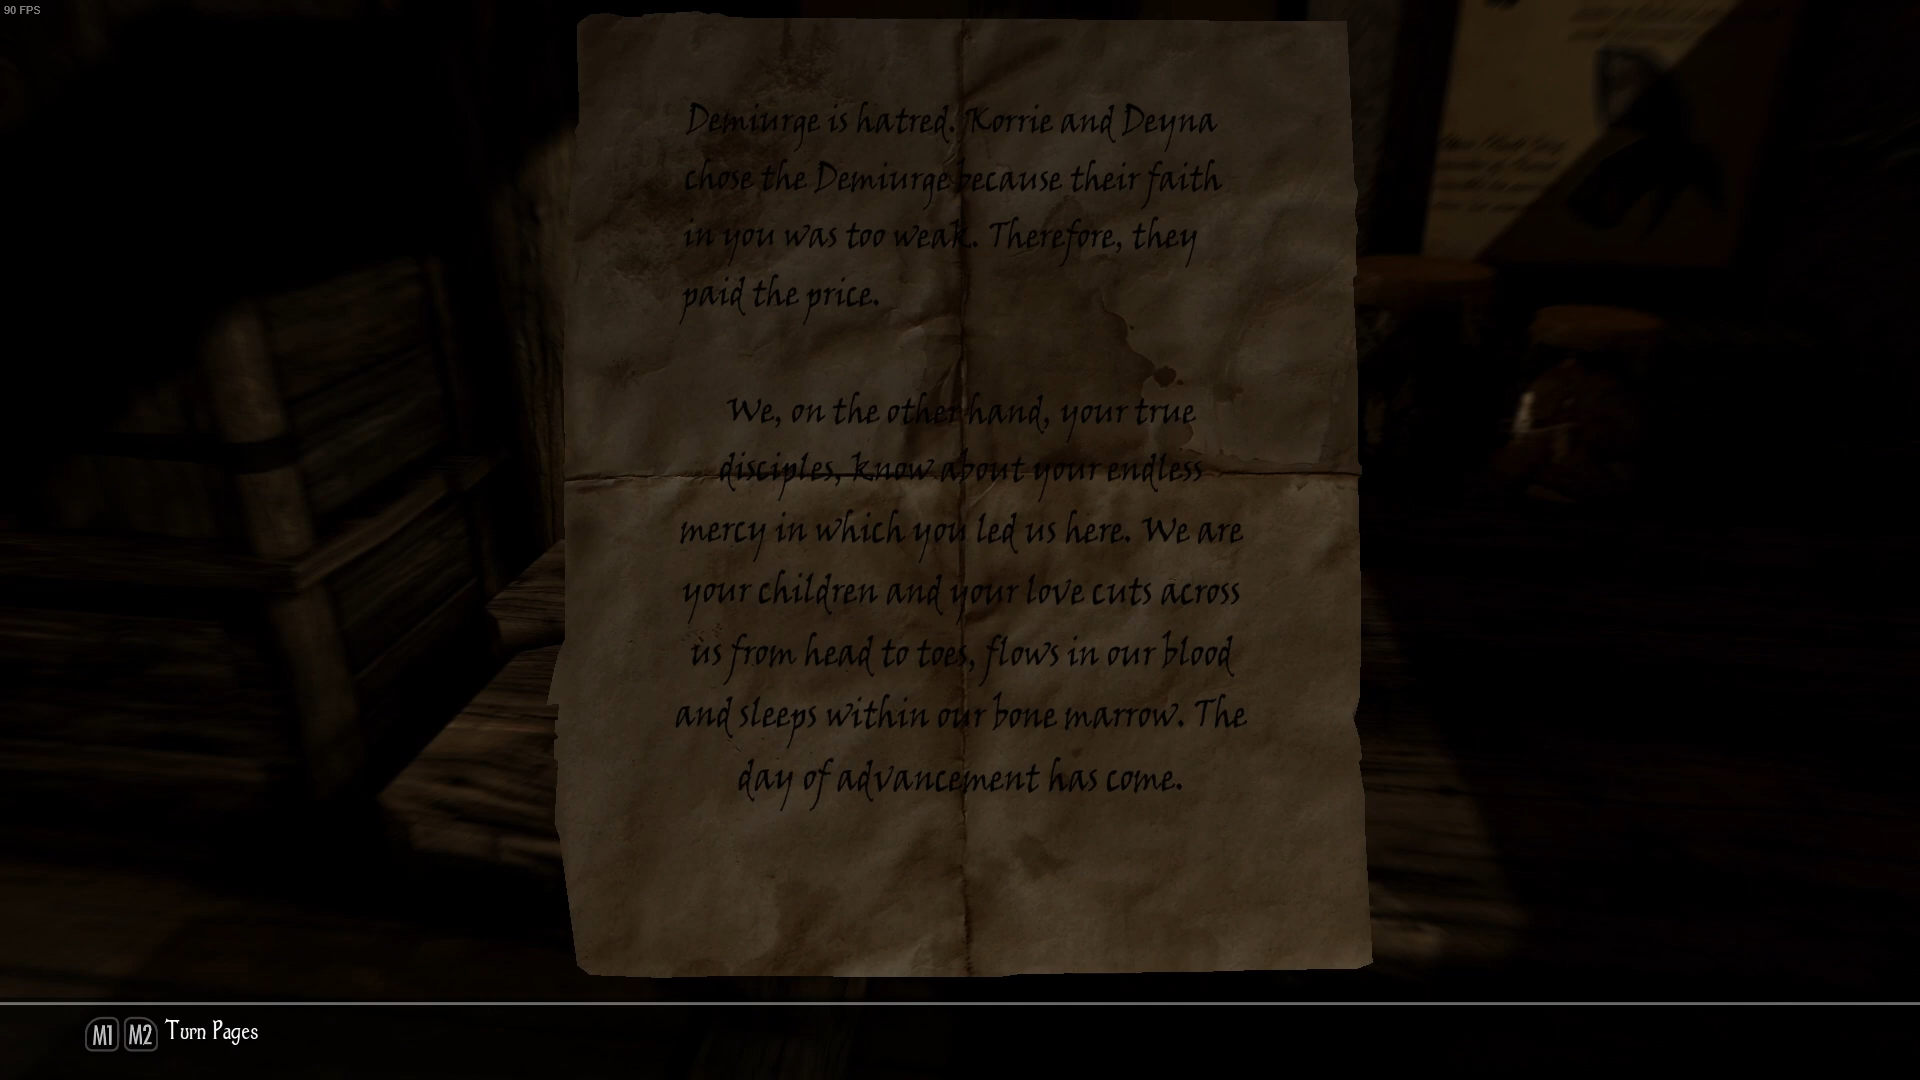 90 FPS
Demiurge is hatred. Korrie and Deyna
chose the Demiurge because their faith
in you was too weak. Therefore, they
paid the price.
We, on the other hand, your true
disciples, know about your endless
mercy in which you led us here. We are
your children and your love cuts across
us from head to toes, flows in our blood
and sleeps within our bone marrow. The
day of advancement has come.
M1 M2 Turn Pages